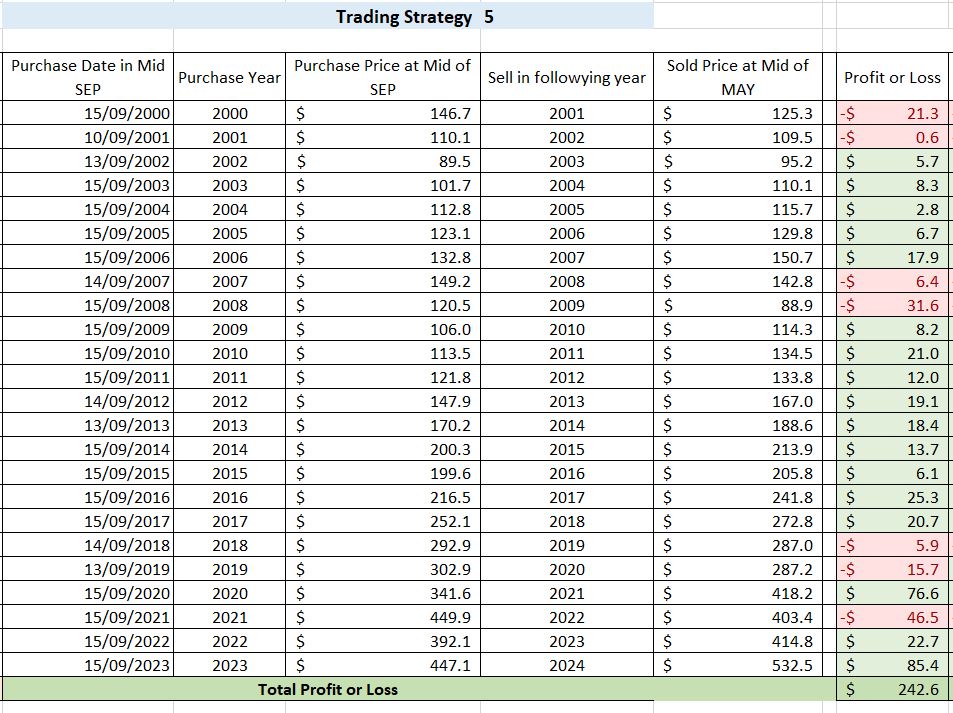 Trading Strategy 5
Purchase Date in Mid SEP Purchase Year Purchase Price at Mid of SEP Sell in followying year Sold Price at Mid of MAY Profit or Loss
15/09/2000 2000 $ 146.7 2001 $ 125.3 -$ 21.3
10/09/2001 2001 $ 110.1 2002 $ 109.5 -$ 0.6
13/09/2002 2002 $ 89.5 2003 $ 95.2 $ 5.7
15/09/2003 2003 $ 101.7 2004 $ 110.1 $ 8.3
15/09/2004 2004 $ 112.8 2005 $ 115.7 $ 2.8
15/09/2005 2005 $ 123.1 2006 $ 129.8 $ 6.7
15/09/2006 2006 $ 132.8 2007 $ 150.7 $ 17.9
14/09/2007 2007 $ 149.2 2008 $ 142.8 -$ 6.4
15/09/2008 2008 $ 120.5 2009 $ 88.9 -$ 31.6
15/09/2009 2009 $ 106.0 2010 $ 114.3 $ 8.2
15/09/2010 2010 $ 113.5 2011 $ 134.5 $ 21.0
15/09/2011 2011 $ 121.8 2012 $ 133.8 $ 12.0
14/09/2012 2012 $ 147.9 2013 $ 167.0 $ 19.1
13/09/2013 2013 $ 170.2 2014 $ 188.6 $ 18.4
15/09/2014 2014 $ 200.3 2015 $ 213.9 $ 13.7
15/09/2015 2015 $ 199.6 2016 $ 205.8 $ 6.1
15/09/2016 2016 $ 216.5 2017 $ 241.8 $ 25.3
15/09/2017 2017 $ 252.1 2018 $ 272.8 $ 20.7
14/09/2018 2018 $ 292.9 2019 $ 287.0 -$ 5.9
13/09/2019 2019 $ 302.9 2020 $ 287.2 -$ 15.7
15/09/2020 2020 $ 341.6 2021 $ 418.2 $ 76.6
15/09/2021 2021 $ 449.9 2022 $ 403.4 -$ 46.5
15/09/2022 2022 $ 392.1 2023 $ 414.8 $ 22.7
15/09/2023 2023 $ 447.1 2024 $ 532.5 $ 85.4
Total Profit or Loss $ 242.6